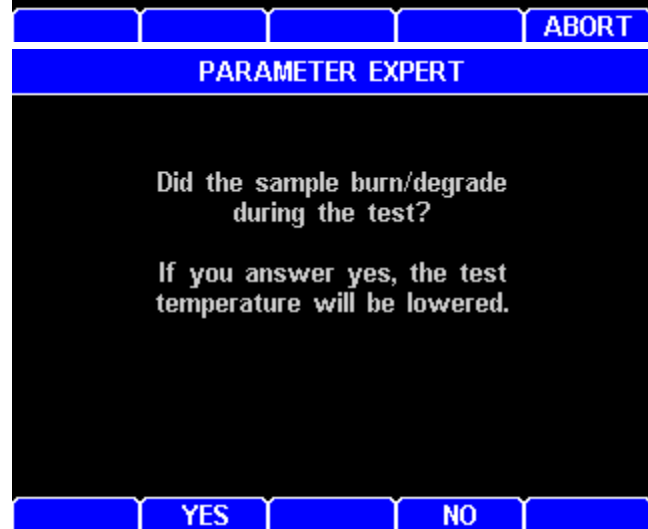 ABORT
PARAMETER EXPERT
Did the sample burn/degrade
during the test?
If you answer yes, the test
temperature will be lowered.
YES NO